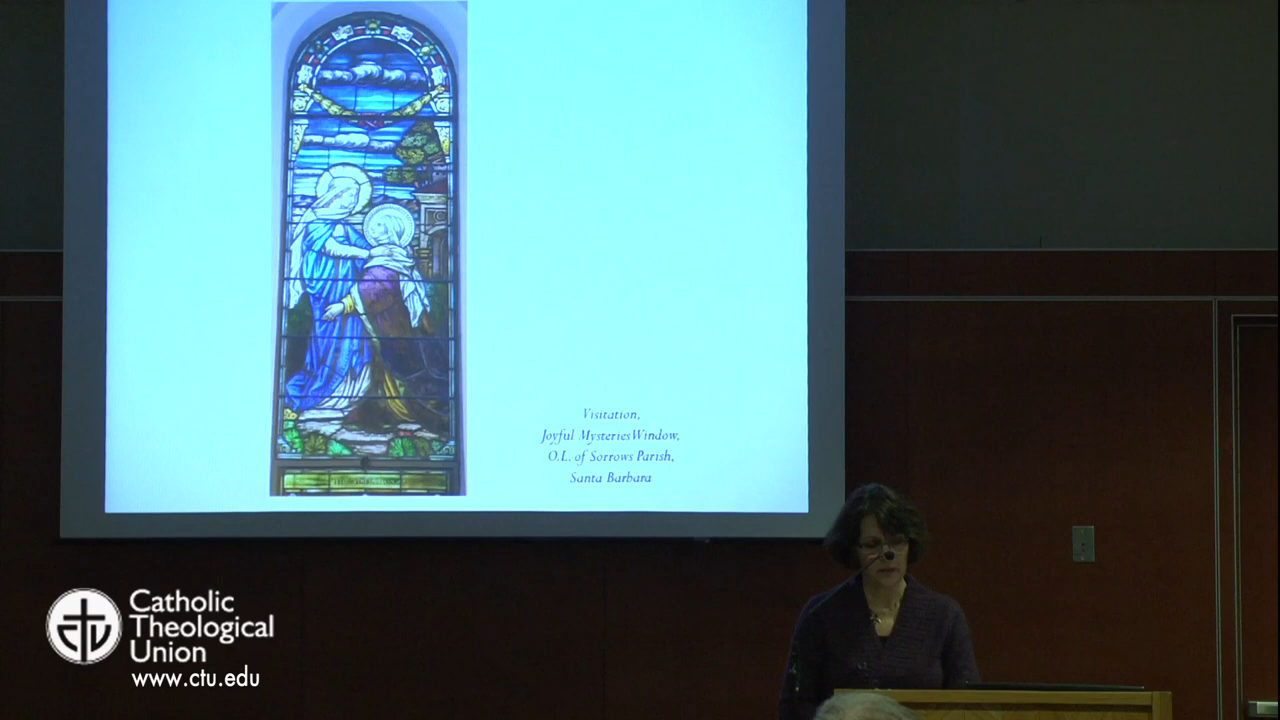 Visitation,
Joyful Mysteries Window,
O.L. of Sorrows Parish,
Santa Barbara
Catholic
Theological
Union
www.ctu.edu